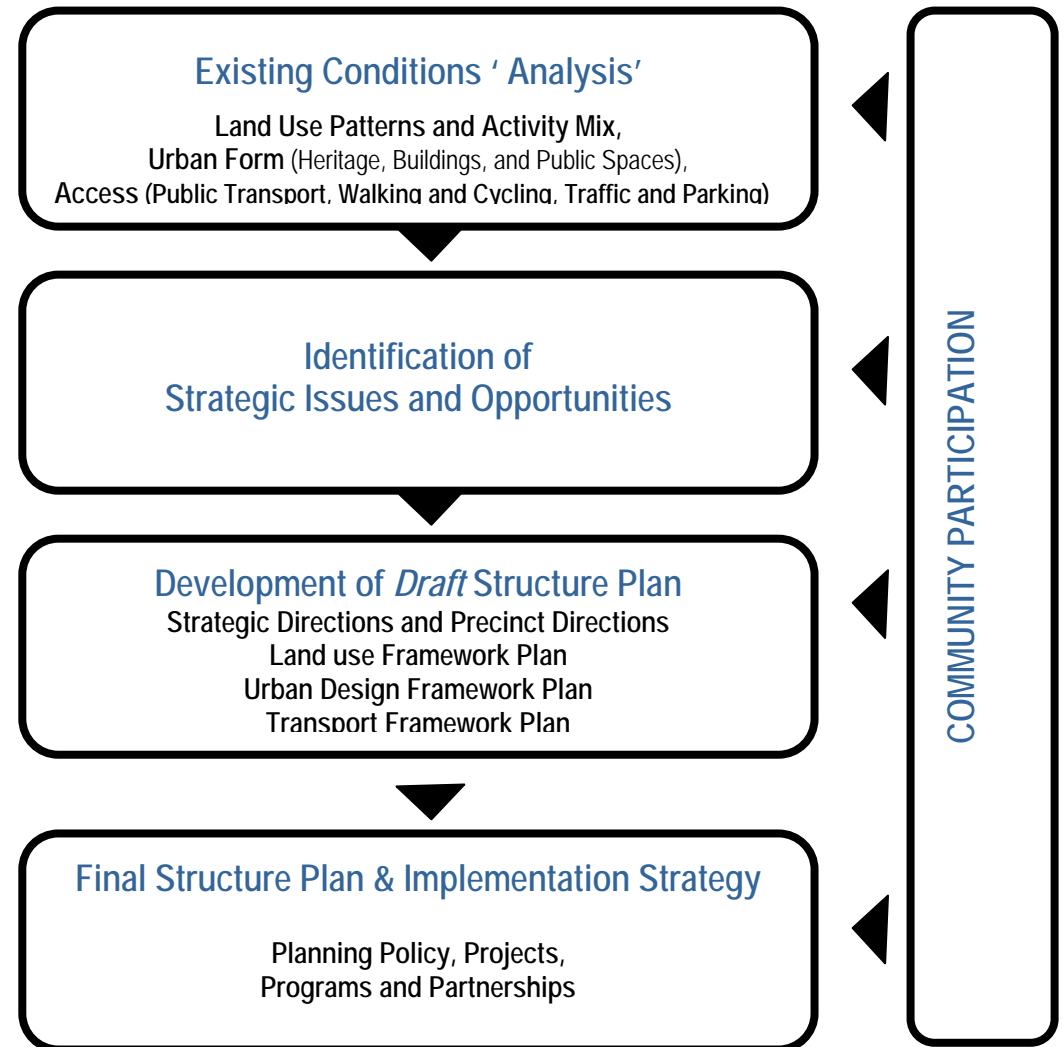 Existing Conditions ‘ Analysis’
Land Use Patterns and Activity Mix,
Urban Form (Heritage, Buildings, and Public Spaces),
Access (Public Transport, Walking and Cycling, Traffic and Parking)
Identification of
Strategic Issues and Opportunities
Development of Draft Structure Plan
Strategic Directions and Precinct Directions
Land use Framework Plan
Urban Design Framework Plan
Transport Framework Plan
Final Structure Plan & Implementation Strategy
Planning Policy, Projects,
Programs and Partnerships
COMMUNITY PARTICIPATION